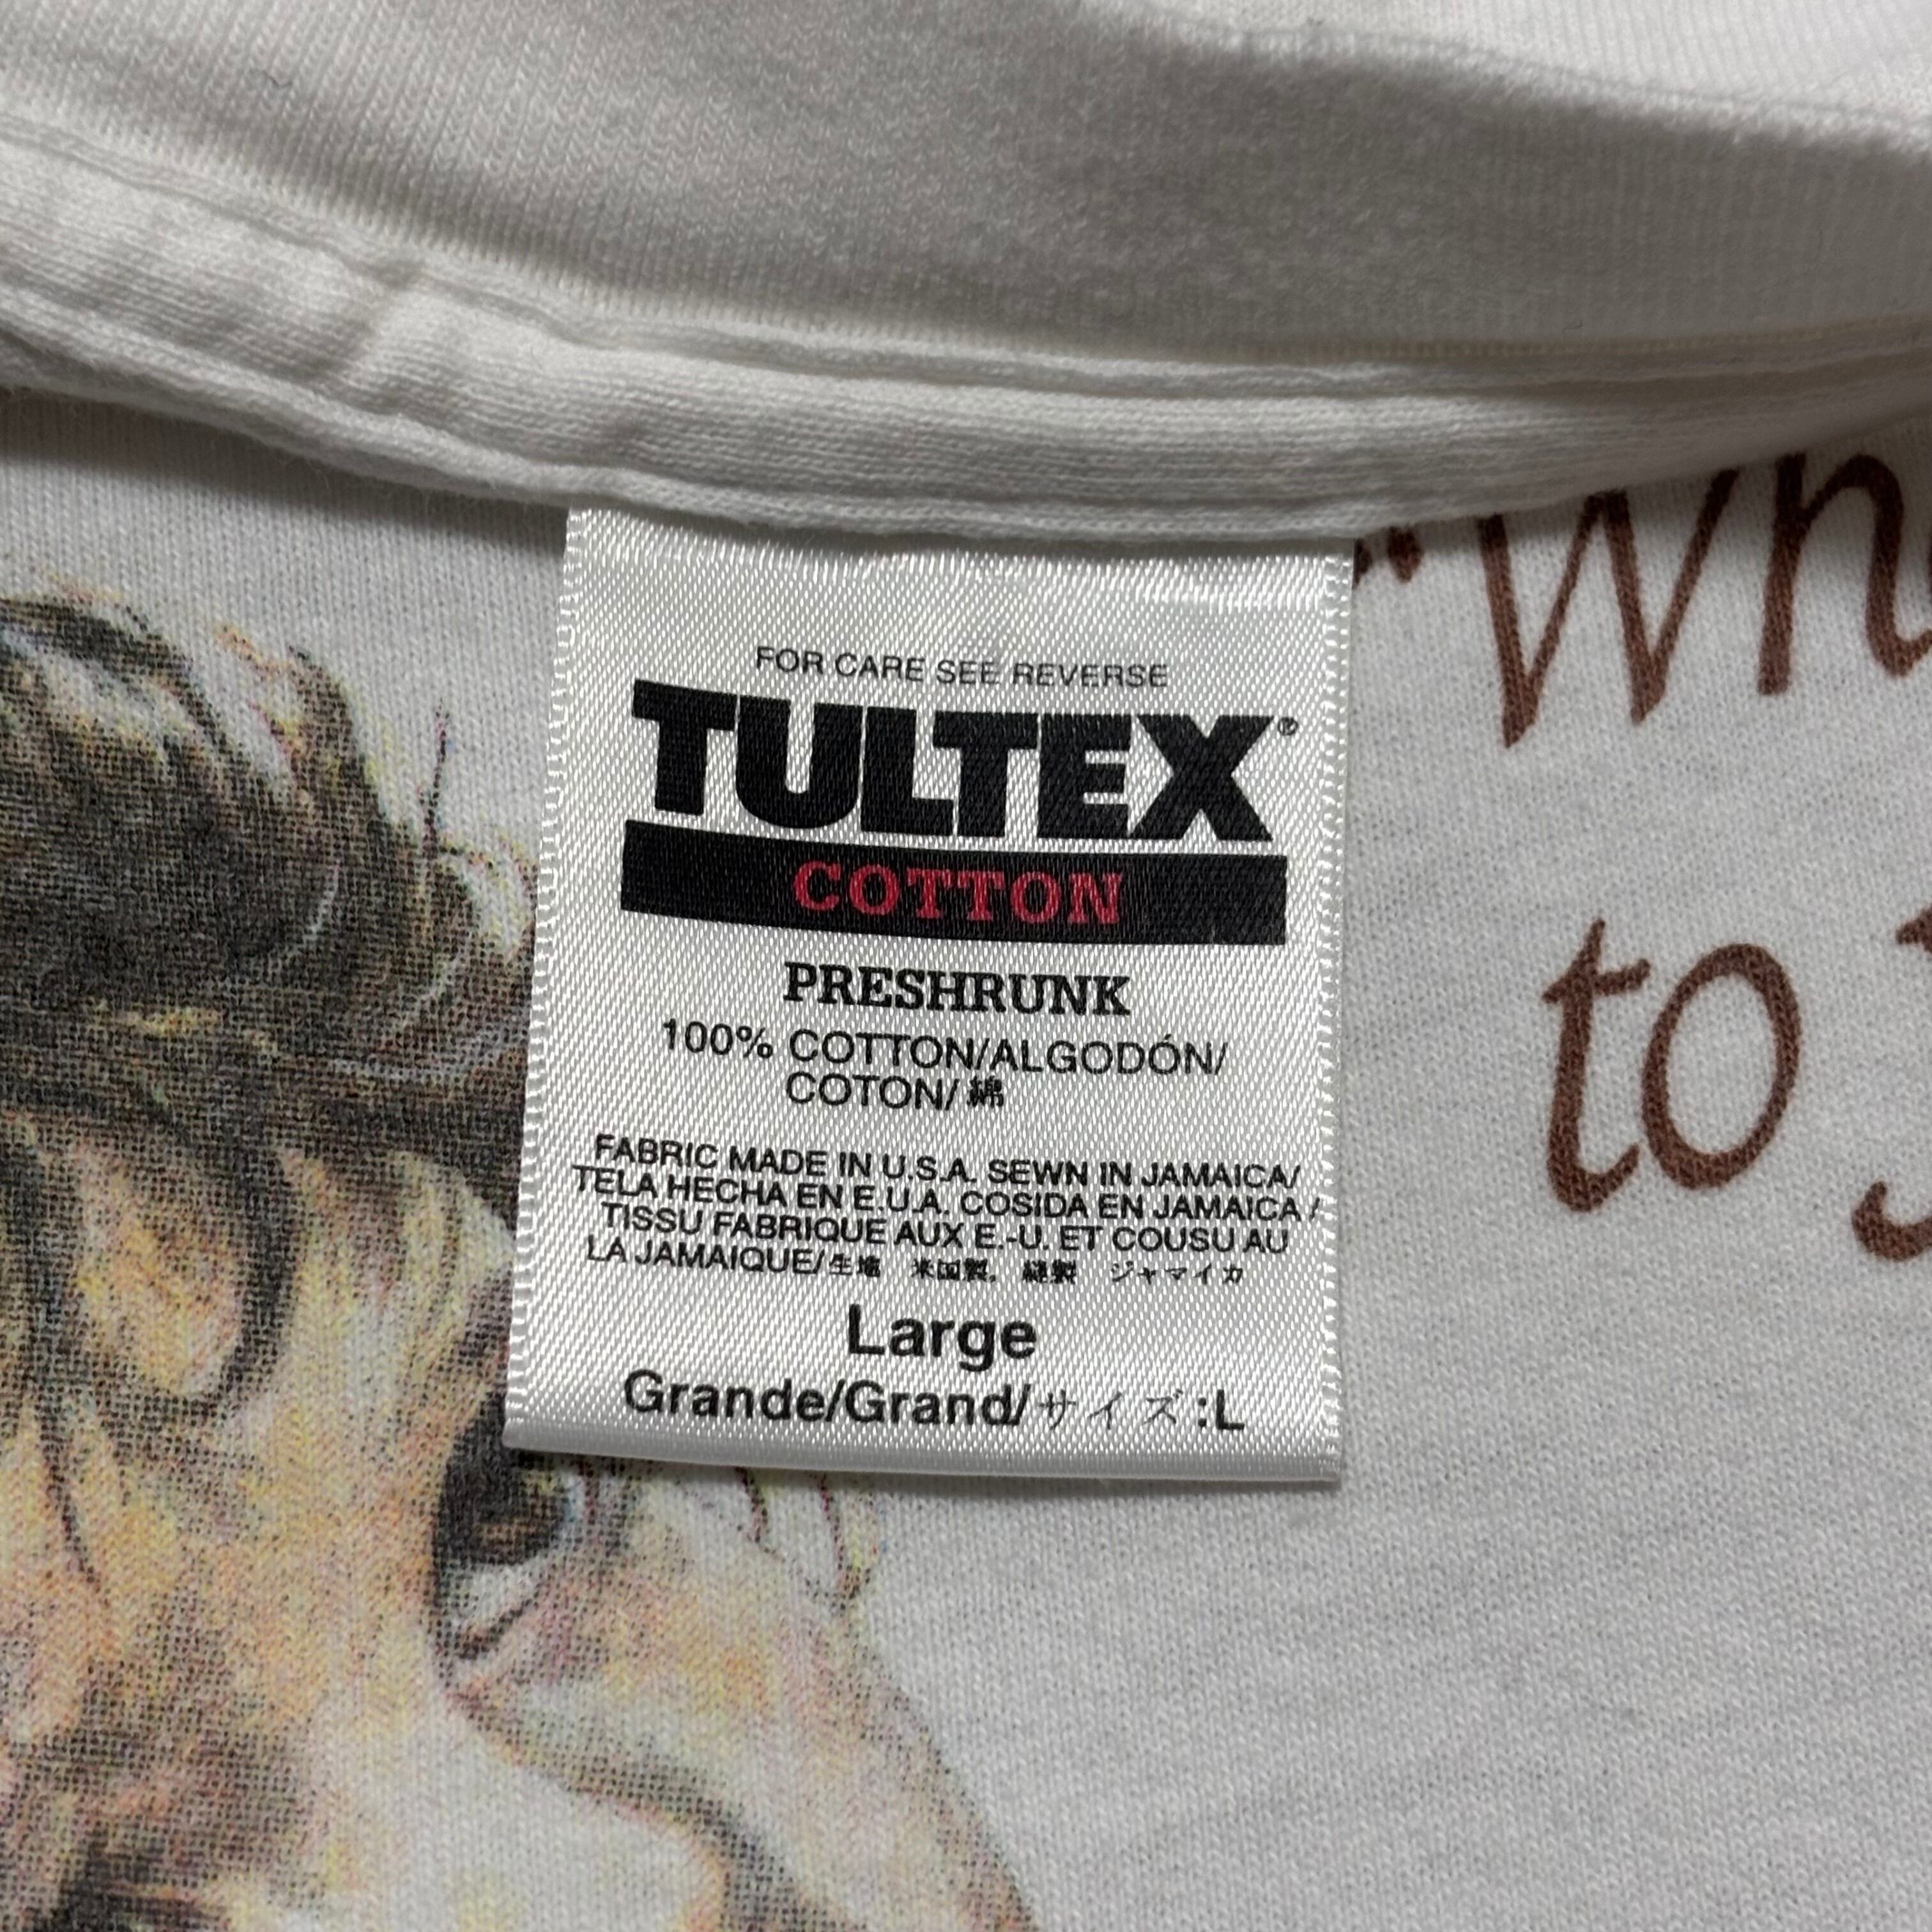 FOR CARE SEE REVERSE
TULTEX®
COTTON
PRESHRUNK
100% COTTON/ALGODÓN/
COTON/綿
FABRIC MADE IN U.S.A. SEWN IN JAMAICA/
TELA HECHA EN E.U.A. COSIDA EN JAMAICA /
TISSU FABRIQUE AUX E.-U. ET COUSU AU
LA JAMAIQUE/生地 米国製. 縫製 ジャマイカ
Large
Grande/Grand/サイズ:L
to